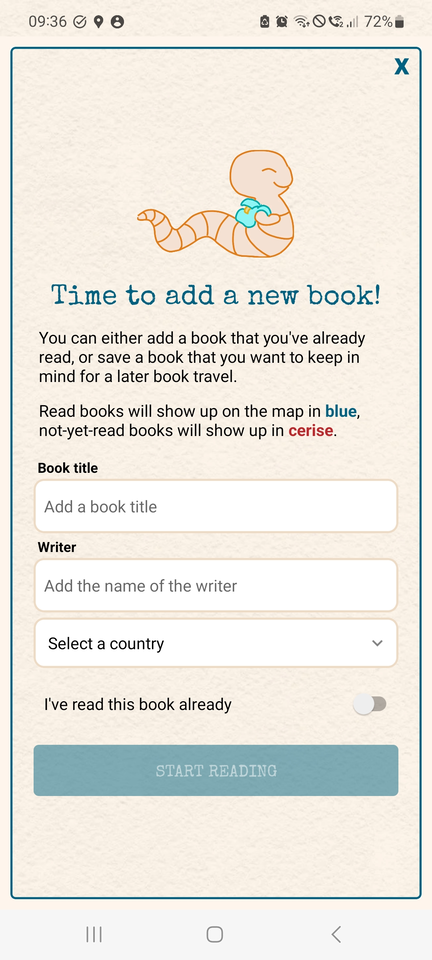 09:36
72%
X
Time to add a new book!
You can either add a book that you've already
read, or save a book that you want to keep in
mind for a later book travel.
Read books will show up on the map in blue,
not-yet-read books will show up in cerise.
Book title
Add a book title
Writer
Add the name of the writer
Select a country
I've read this book already
START READING